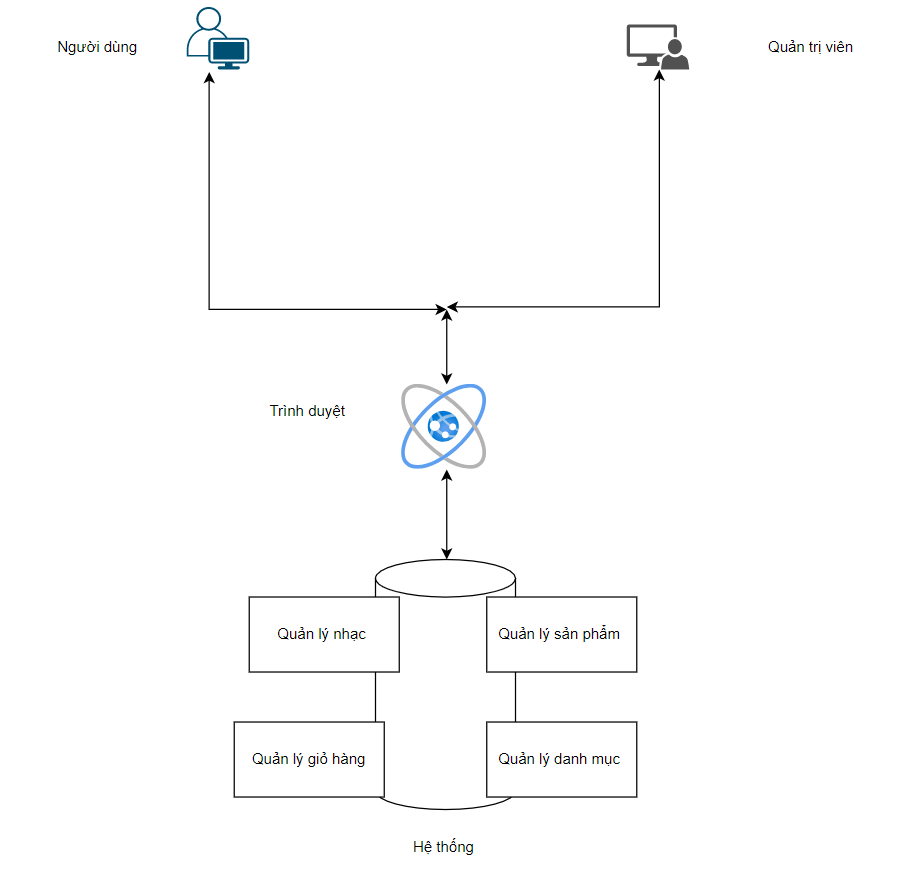 Người dùng
Quản trị viên
Trình duyệt
Quản lý nhạc
Quản lý sản phẩm
Quản lý giỏ hàng
Quản lý danh mục
Hệ thống